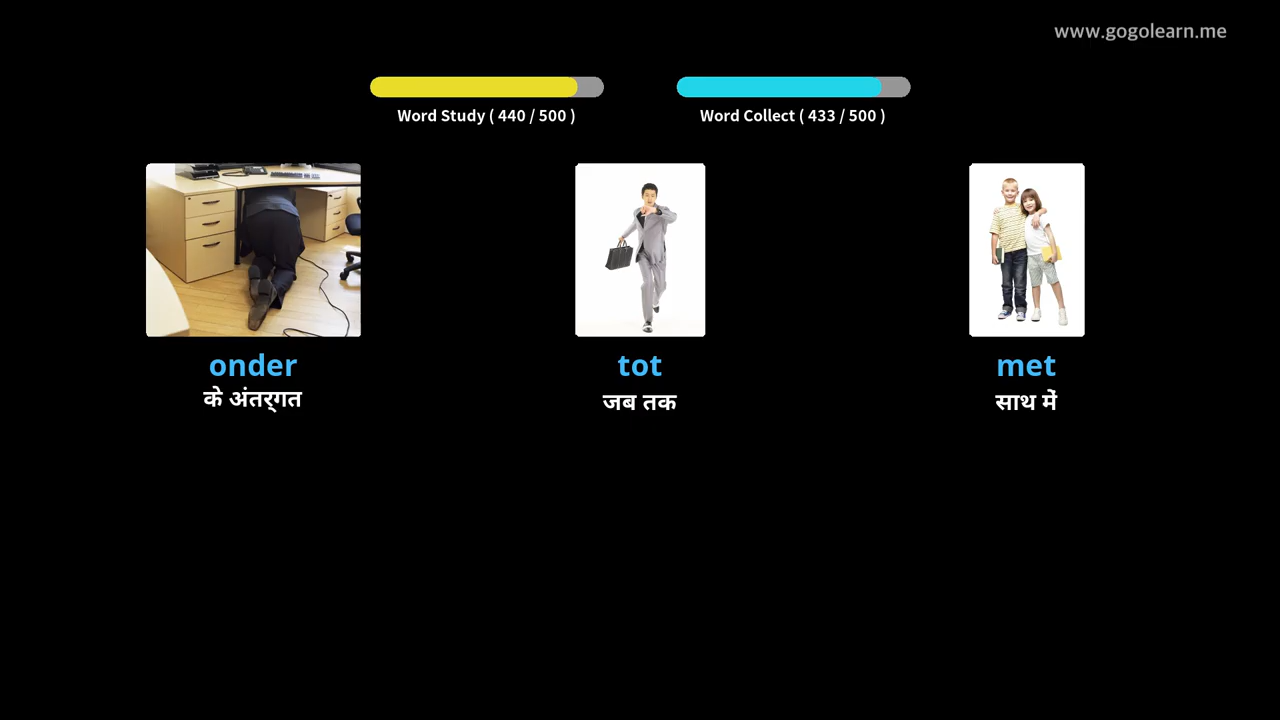 www.gogolearn.me
Word Study ( 440 / 500 )
Word Collect ( 433 / 500 )
onder
tot
met
के अंतर्गत
जब तक
साथ में